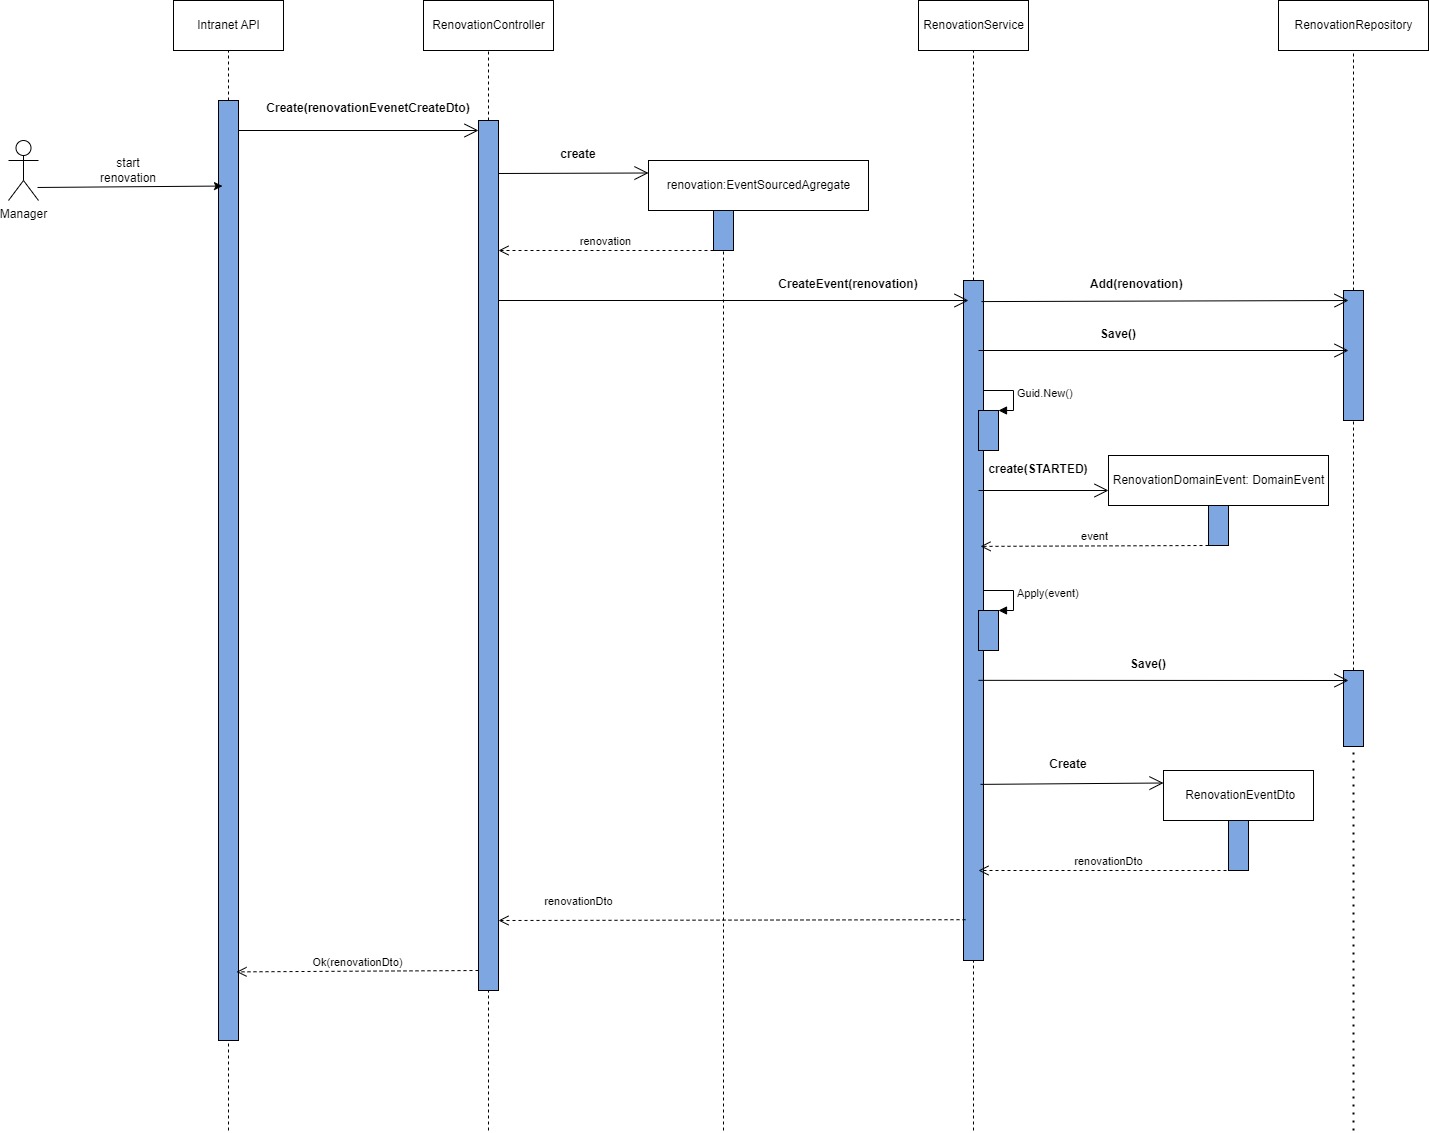 Intranet API
RenovationController
RenovationService
RenovationRepository
Create(renovationEvenetCreateDto)
start
renovation
Manager
create
renovation:EventSourcedAgregate
renovation
CreateEvent(renovation)
Add(renovation)
Save()
Guid.New()
create(STARTED)
RenovationDomainEvent: DomainEvent
event
Apply(event)
Save()
Create
RenovationEventDto
renovationDto
renovationDto
Ok(renovationDto)